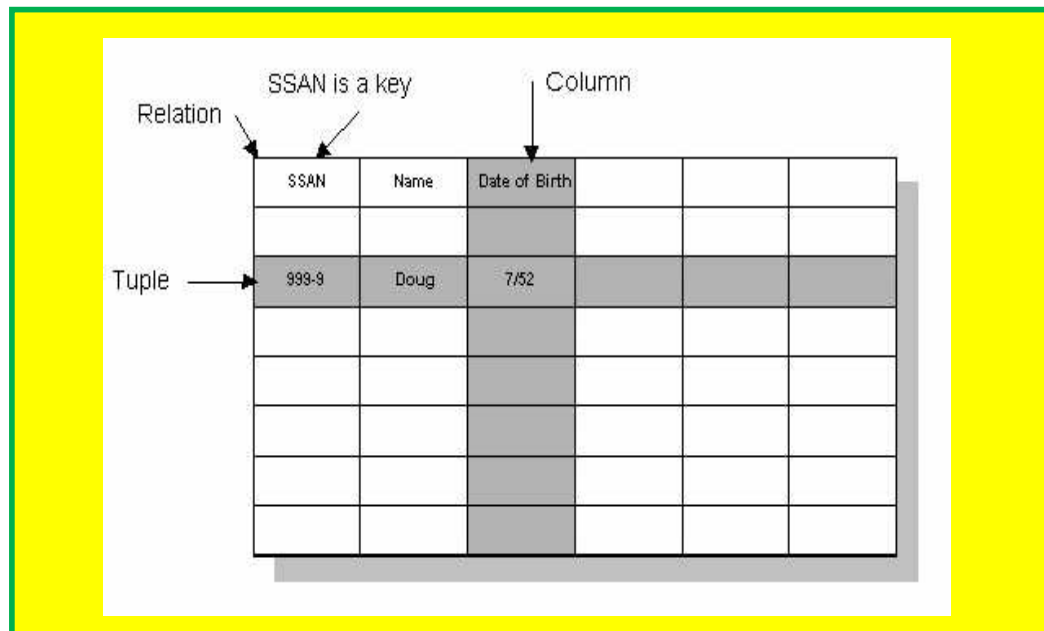 SSAN is a key
Column
Relation
SSAN Name Date of Birth
Tuple 999-9 Doug 7/52